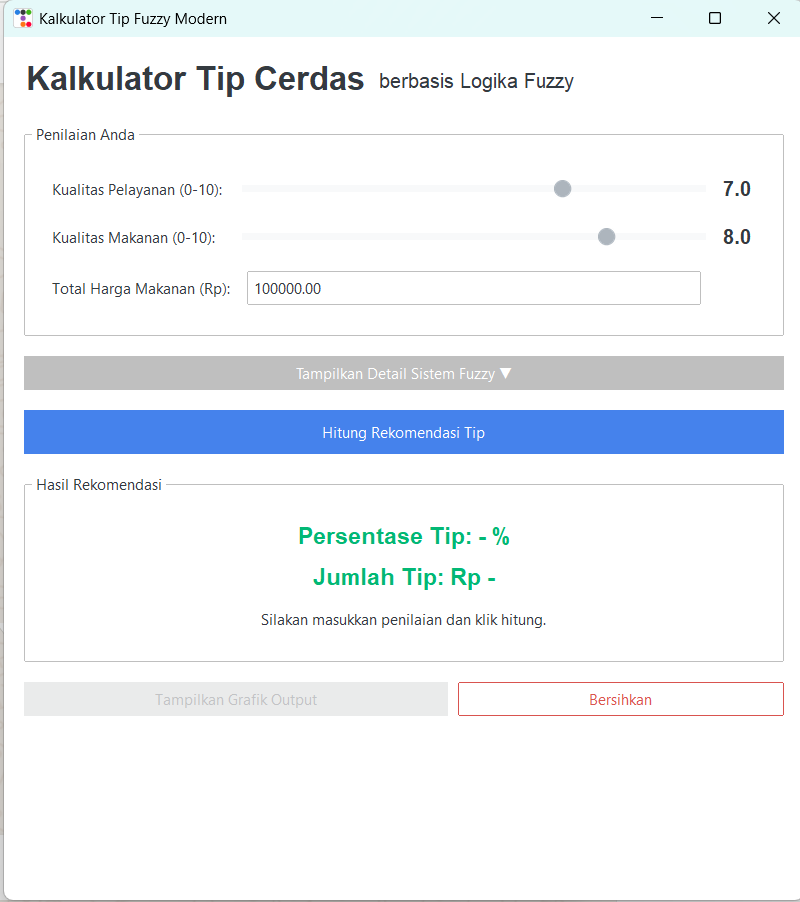 Kalkulator Tip Fuzzy Modern
Kalkulator Tip Cerdas berbasis Logika Fuzzy
Penilaian Anda
Kualitas Pelayanan (0-10): 7.0
Kualitas Makanan (0-10): 8.0
Total Harga Makanan (Rp): 100000.00
Tampilkan Detail Sistem Fuzzy ▼
Hitung Rekomendasi Tip
Hasil Rekomendasi
Persentase Tip: - %
Jumlah Tip: Rp -
Silakan masukkan penilaian dan klik hitung.
Tampilkan Grafik Output
Bersihkan